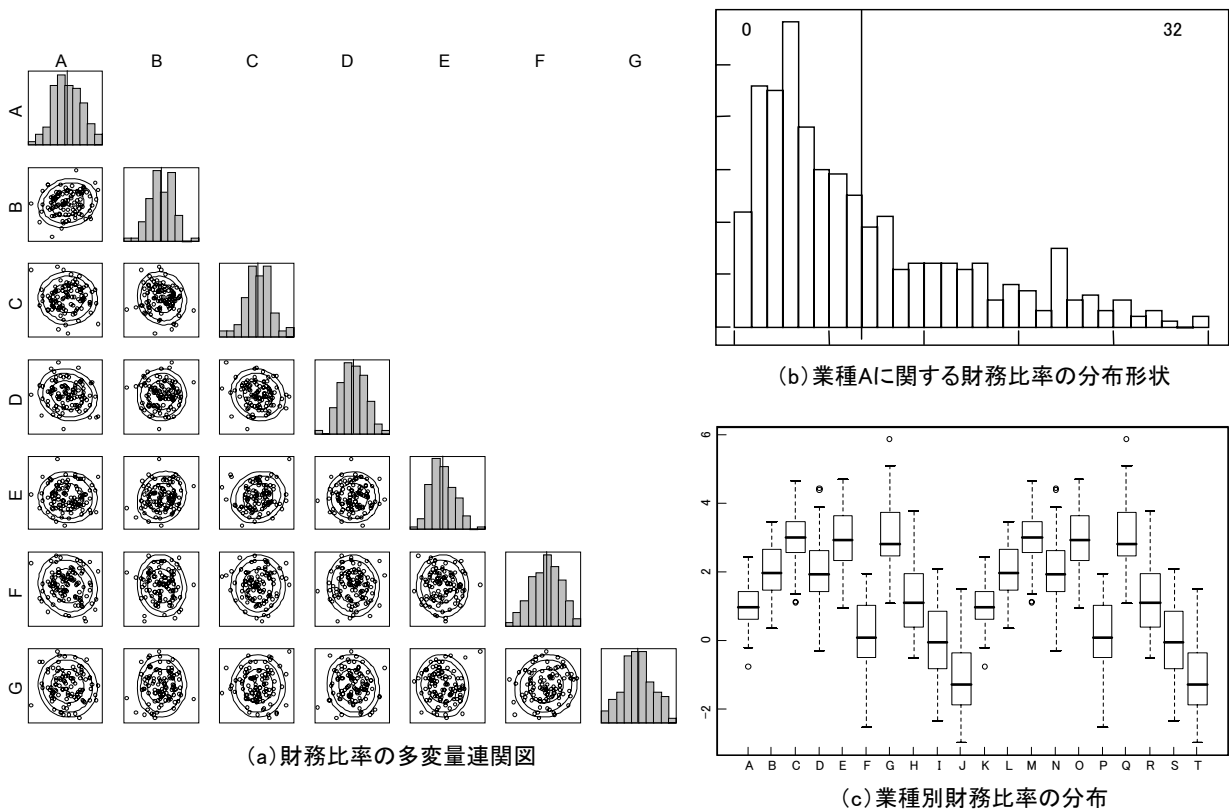 A B C D E F G
A
B
C
D
E
F
G
(a)財務比率の多変量連関図
0 32
(b)業種Aに関する財務比率の分布形状
6
4
2
0
−2
A B C D E F G H I J K L M N O P Q R S T
(c)業種別財務比率の分布